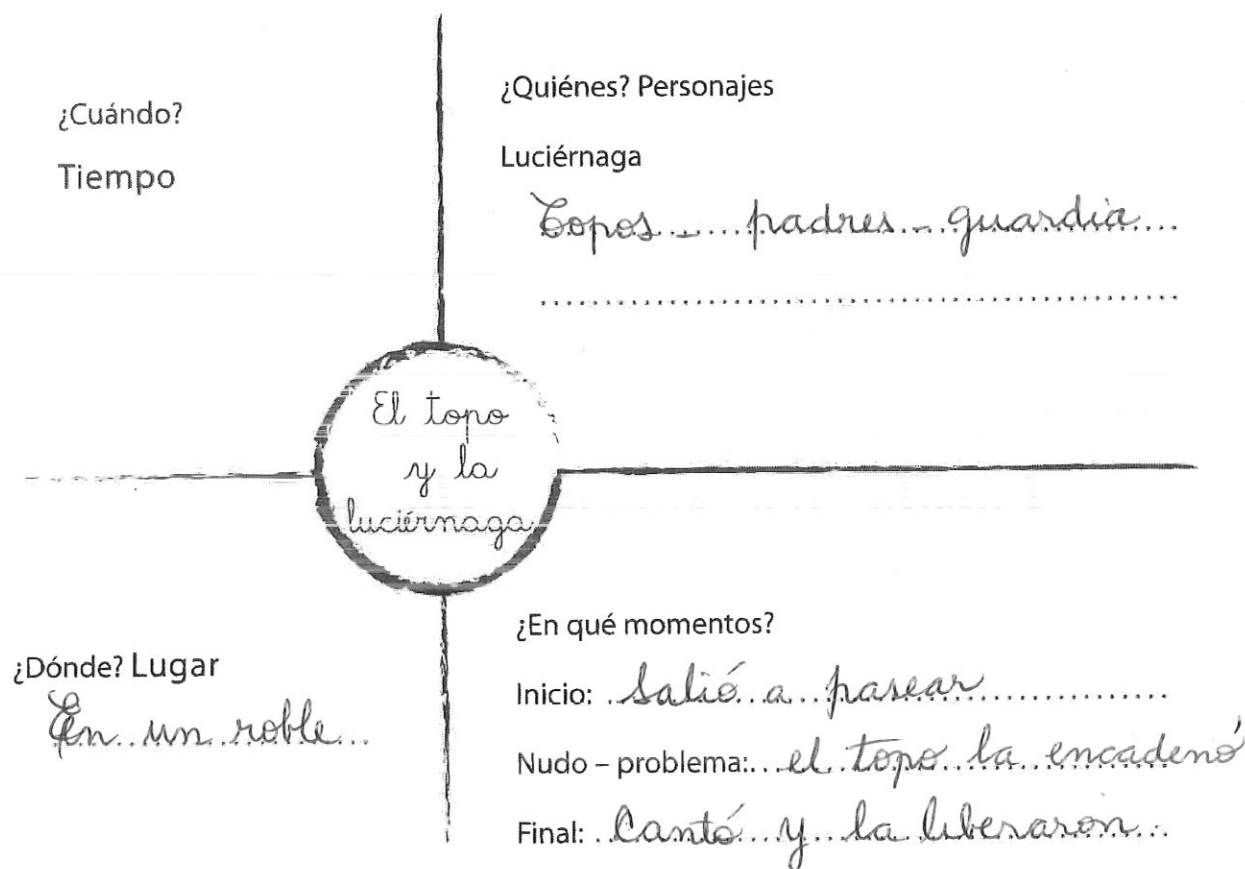 ¿Cuándo?
Tiempo
¿Quiénes? Personajes
Luciérnaga
Topos - padres - guardia
El topo
y la
luciérnaga
¿Dónde? Lugar
En un roble
¿En qué momentos?
Inicio: Salió a pasear
Nudo – problema: el topo la encadenó
Final: Cantó y la liberaron